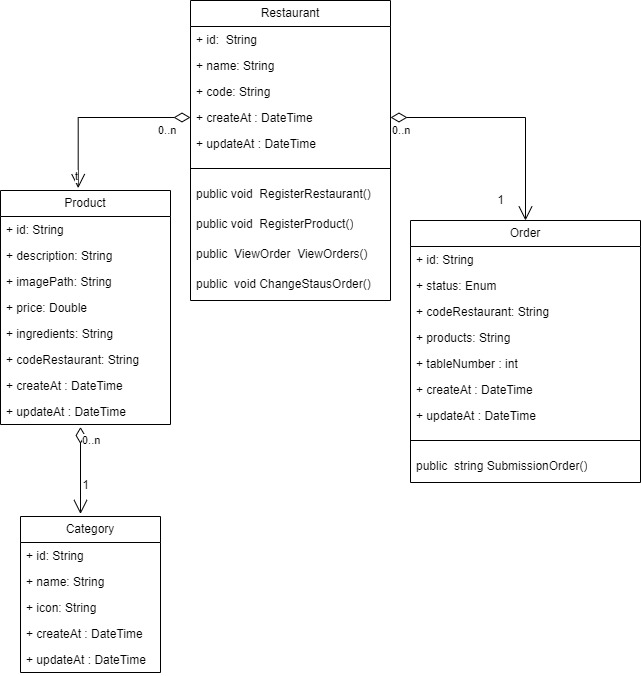 Restaurant
+ id:  String
+ name: String
+ code: String
+ createAt : DateTime
+ updateAt : DateTime
public void  RegisterRestaurant()
public void  RegisterProduct()
public  ViewOrder  ViewOrders()
public  void ChangeStausOrder()
0..n
0..n
1
Product
+ id: String
+ description: String
+ imagePath: String
+ price: Double
+ ingredients: String
+ codeRestaurant: String
+ createAt : DateTime
+ updateAt : DateTime
0..n
1
Order
+ id: String
+ status: Enum
+ codeRestaurant: String
+ products: String
+ tableNumber : int
+ createAt : DateTime
+ updateAt : DateTime
public  string SubmissionOrder()
Category
+ id: String
+ name: String
+ icon: String
+ createAt : DateTime
+ updateAt : DateTime